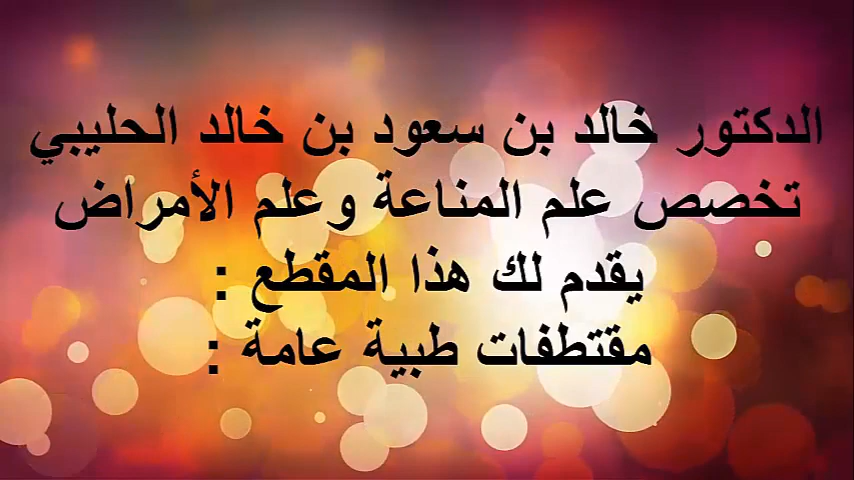 الدكتور خالد بن سعود بن خالد الحليبي
تخصص علم المناعة وعلم الأمراض
يقدم لك هذا المقطع :
مقتطفات طبية عامة :